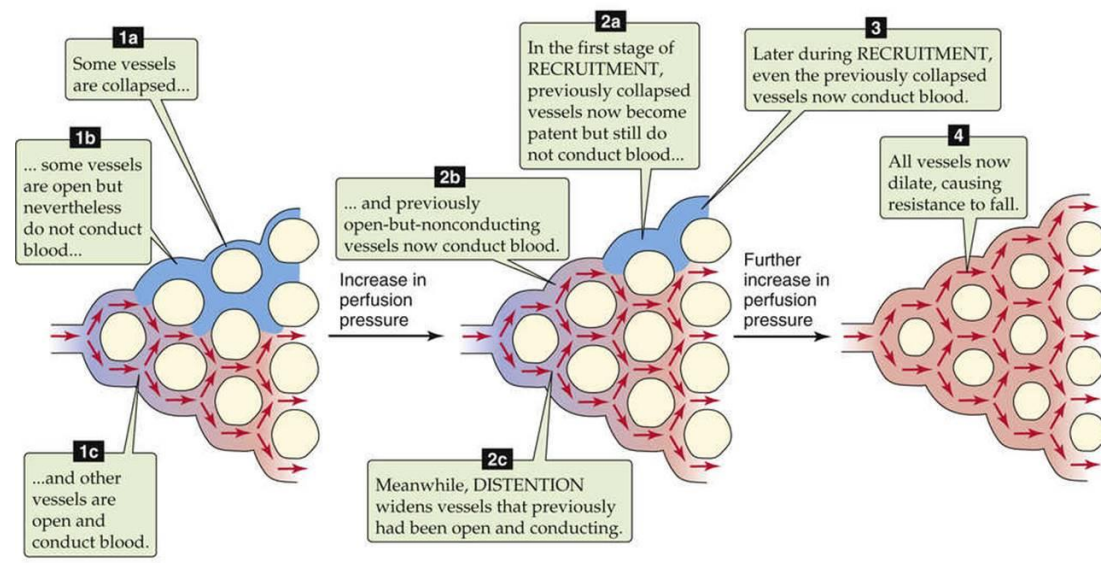 1a
Some vessels
are collapsed...
1b
... some vessels
are open but
nevertheless
do not conduct
blood...
1c
...and other
vessels are
open and
conduct blood.
Increase in
perfusion
pressure
2a
In the first stage of
RECRUITMENT,
previously collapsed
vessels now become
patent but still do
not conduct blood...
2b
... and previously
open-but-nonconducting
vessels now conduct blood.
2c
Meanwhile, DISTENTION
widens vessels that previously
had been open and conducting.
3
Later during RECRUITMENT,
even the previously collapsed
vessels now conduct blood.
Further
increase in
perfusion
pressure
4
All vessels now
dilate, causing
resistance to fall.